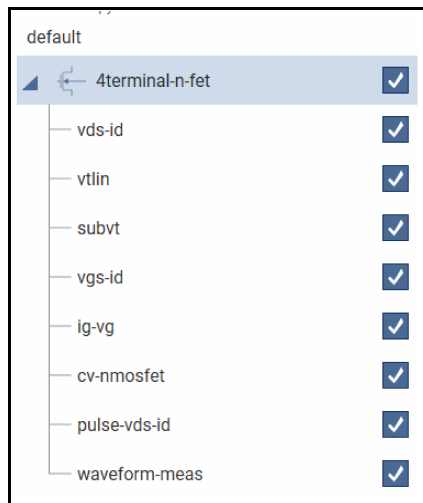 default
4terminal-n-fet
vds-id
vtlin
subvt
vgs-id
ig-vg
cv-nmosfet
pulse-vds-id
waveform-meas